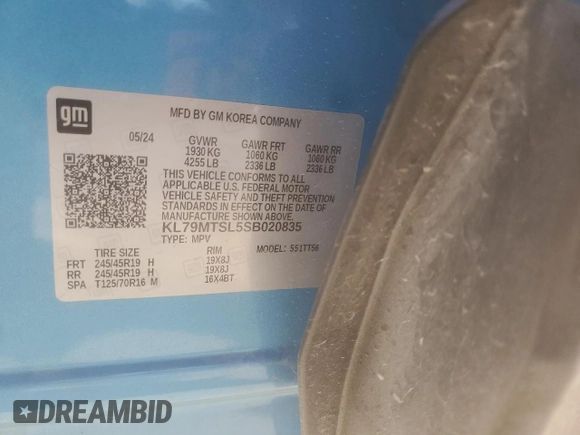 gm
MFD BY GM KOREA COMPANY
05/24 GVWR GAWR FRT GAWR RR
1930 KG 1060 KG 1060 KG
4255 LB 2336 LB 2336 LB
THIS VEHICLE CONFORMS TO ALL
APPLICABLE U.S. FEDERAL MOTOR
VEHICLE SAFETY AND THEFT PREVENTION
STANDARDS IN EFFECT ON THE DATE OF
MANUFACTURE SHOWN ABOVE.
KL79MTSL5SB020835
TYPE: MPV MODEL: 551TT56
TIRE SIZE RIM
FRT 245/45R19 H 19X8J
RR 245/45R19 H 19X8J
SPA T125/70R16 M 16X4BT
DREAMBID